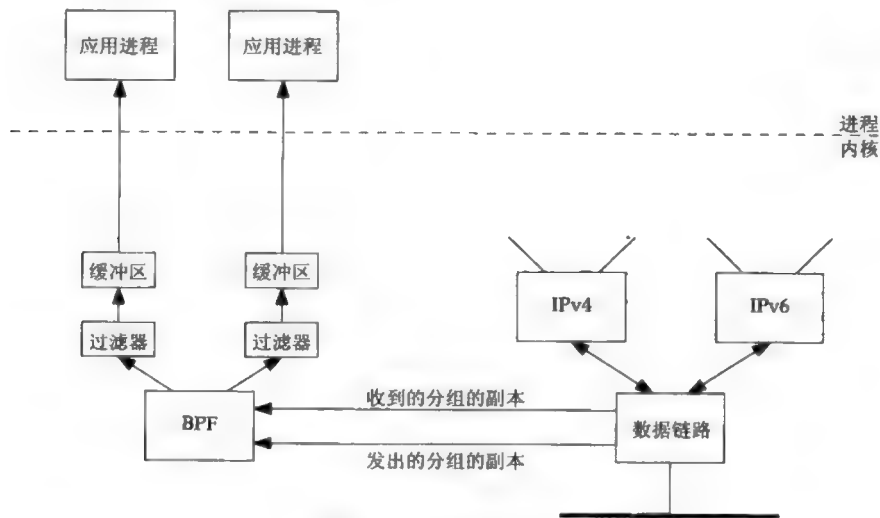 应用进程
应用进程
进程
内核
缓冲区
缓冲区
IPv4
IPv6
过滤器
过滤器
收到的分组的副本
BPF
数据链路
发出的分组的副本